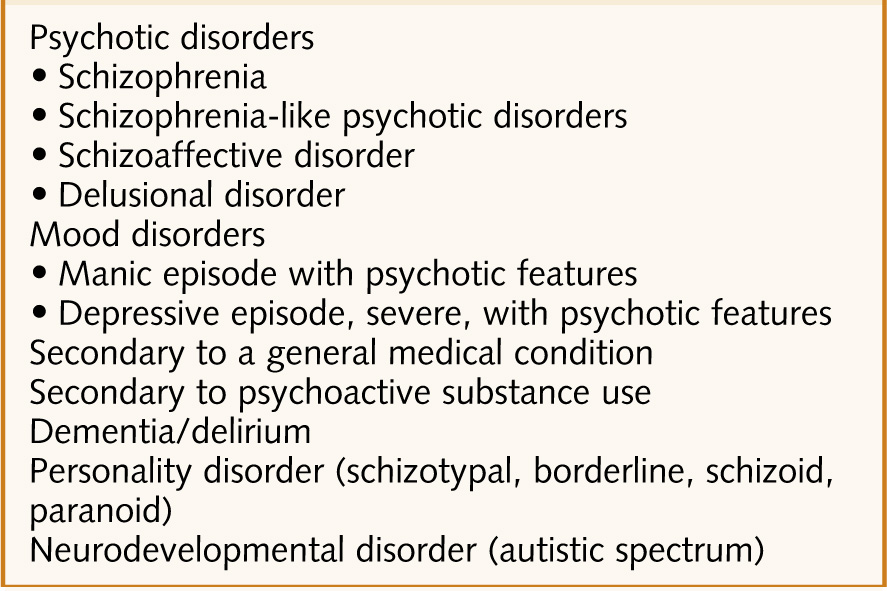 Psychotic disorders
• Schizophrenia
• Schizophrenia-like psychotic disorders
• Schizoaffective disorder
• Delusional disorder
Mood disorders
• Manic episode with psychotic features
• Depressive episode, severe, with psychotic features
Secondary to a general medical condition
Secondary to psychoactive substance use
Dementia/delirium
Personality disorder (schizotypal, borderline, schizoid,
paranoid)
Neurodevelopmental disorder (autistic spectrum)